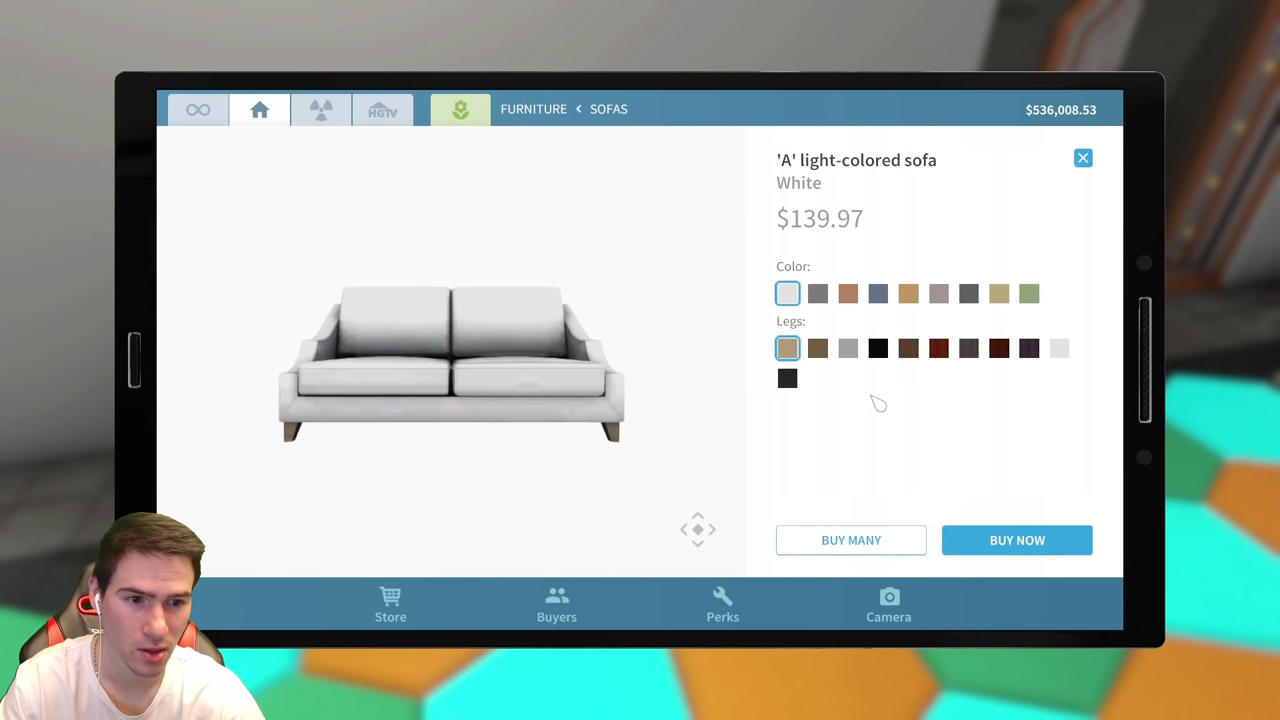 HGTV
FURNITURE < SOFAS
$536,008.53
'A' light-colored sofa
White
$139.97
Color:
Legs:
BUY MANY
BUY NOW
Store
Buyers
Perks
Camera